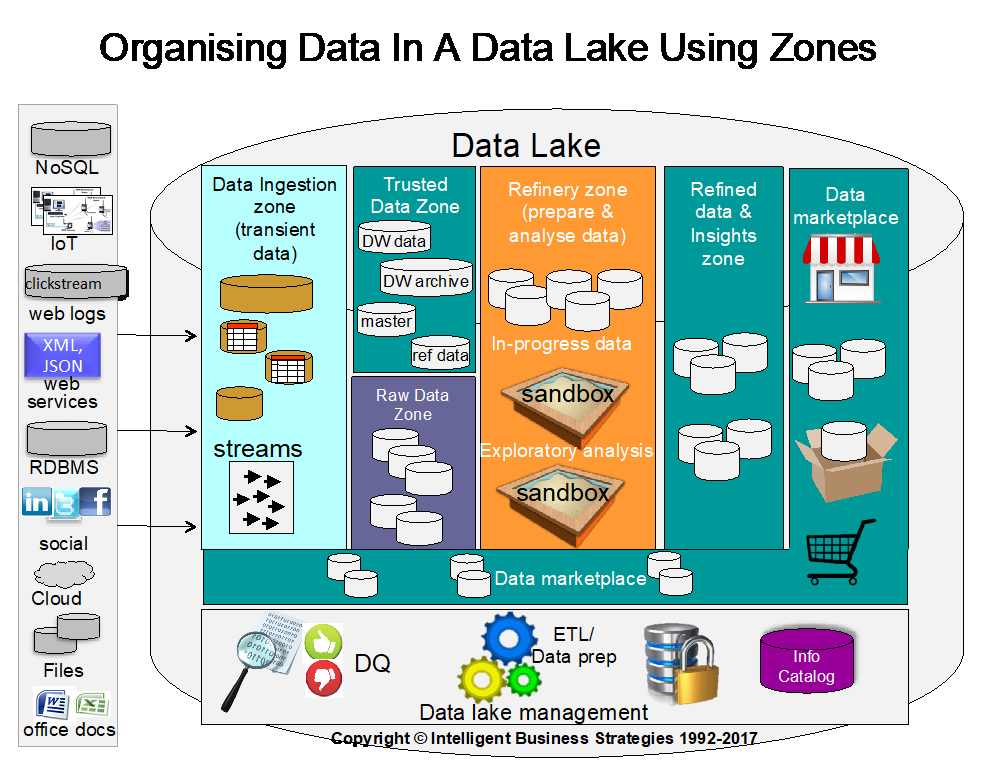 Organising Data In A Data Lake Using Zones
NoSQL
IoT
clickstream
web logs
XML,
JSON
web
services
RDBMS
in
t
f
social
Cloud
Files
W
X
office docs
Data Lake
Data Ingestion
zone
(transient
data)
streams
Trusted
Data Zone
DW data
DW archive
master
ref data
Raw Data
Zone
Refinery zone
(prepare &
analyse data)
In-progress data
sandbox
Exploratory analysis
sandbox
Refined
data &
Insights
zone
Data
marketplace
Data marketplace
DQ
ETL/
Data prep
Info
Catalog
Data lake management
Copyright © Intelligent Business Strategies 1992-2017